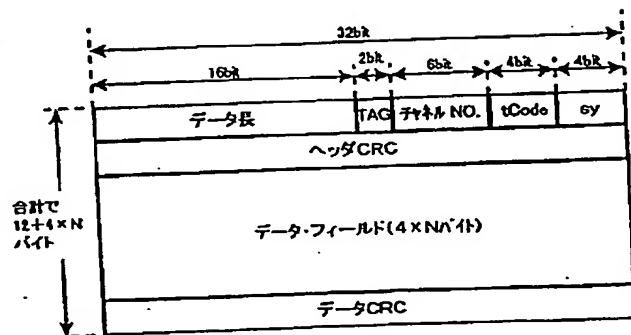 32bit
16bit
2bit
6bit
4bit
4bit
データ長
TAG
チャネル NO.
tCode
sy
ヘッダCRC
合計で
12+4×N
バイト
データ・フィールド(4×Nバイト)
データCRC